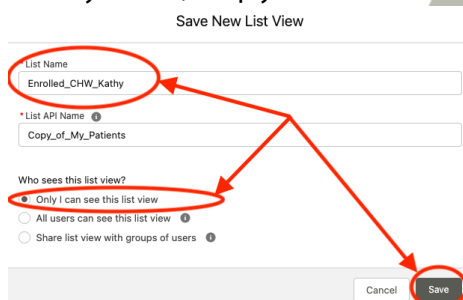 Save New List View
* List Name
Enrolled_CHW_Kathy
* List API Name
Copy_of_My_Patients
Who sees this list view?
Only I can see this list view
All users can see this list view
Share list view with groups of users
Cancel Save